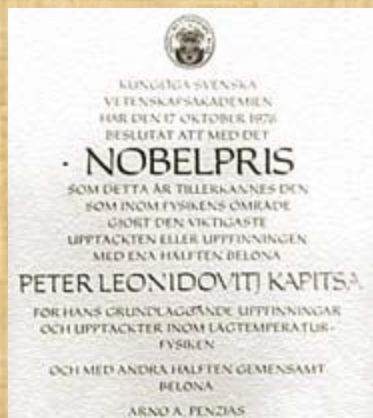 KUNGLIGA SVENSKA
VETENSKAPSAKADEMIEN
HAR DEN 17 OKTOBER 1978
BESLUTAT ATT MED DET
NOBELPRIS
SOM DETTA ÅR TILLERKÄNNES DEN
SOM INOM FYSIKENS OMRÅDE
GJORT DEN VIKTIGASTE
UPPTÄCKTEN ELLER UPPFINNINGEN
MED ENA HÄLFTEN BELÖNA
PETER LEONIDOVITJ KAPITSA
FÖR HANS GRUNDLÄGGANDE UPPFINNINGAR
OCH UPPTÄCKTER INOM LÅGTEMPERATUR-
FYSIKEN
OCH MED ANDRA HÄLFTEN GEMENSAMT
BELÖNA
ARNO A. PENZIAS